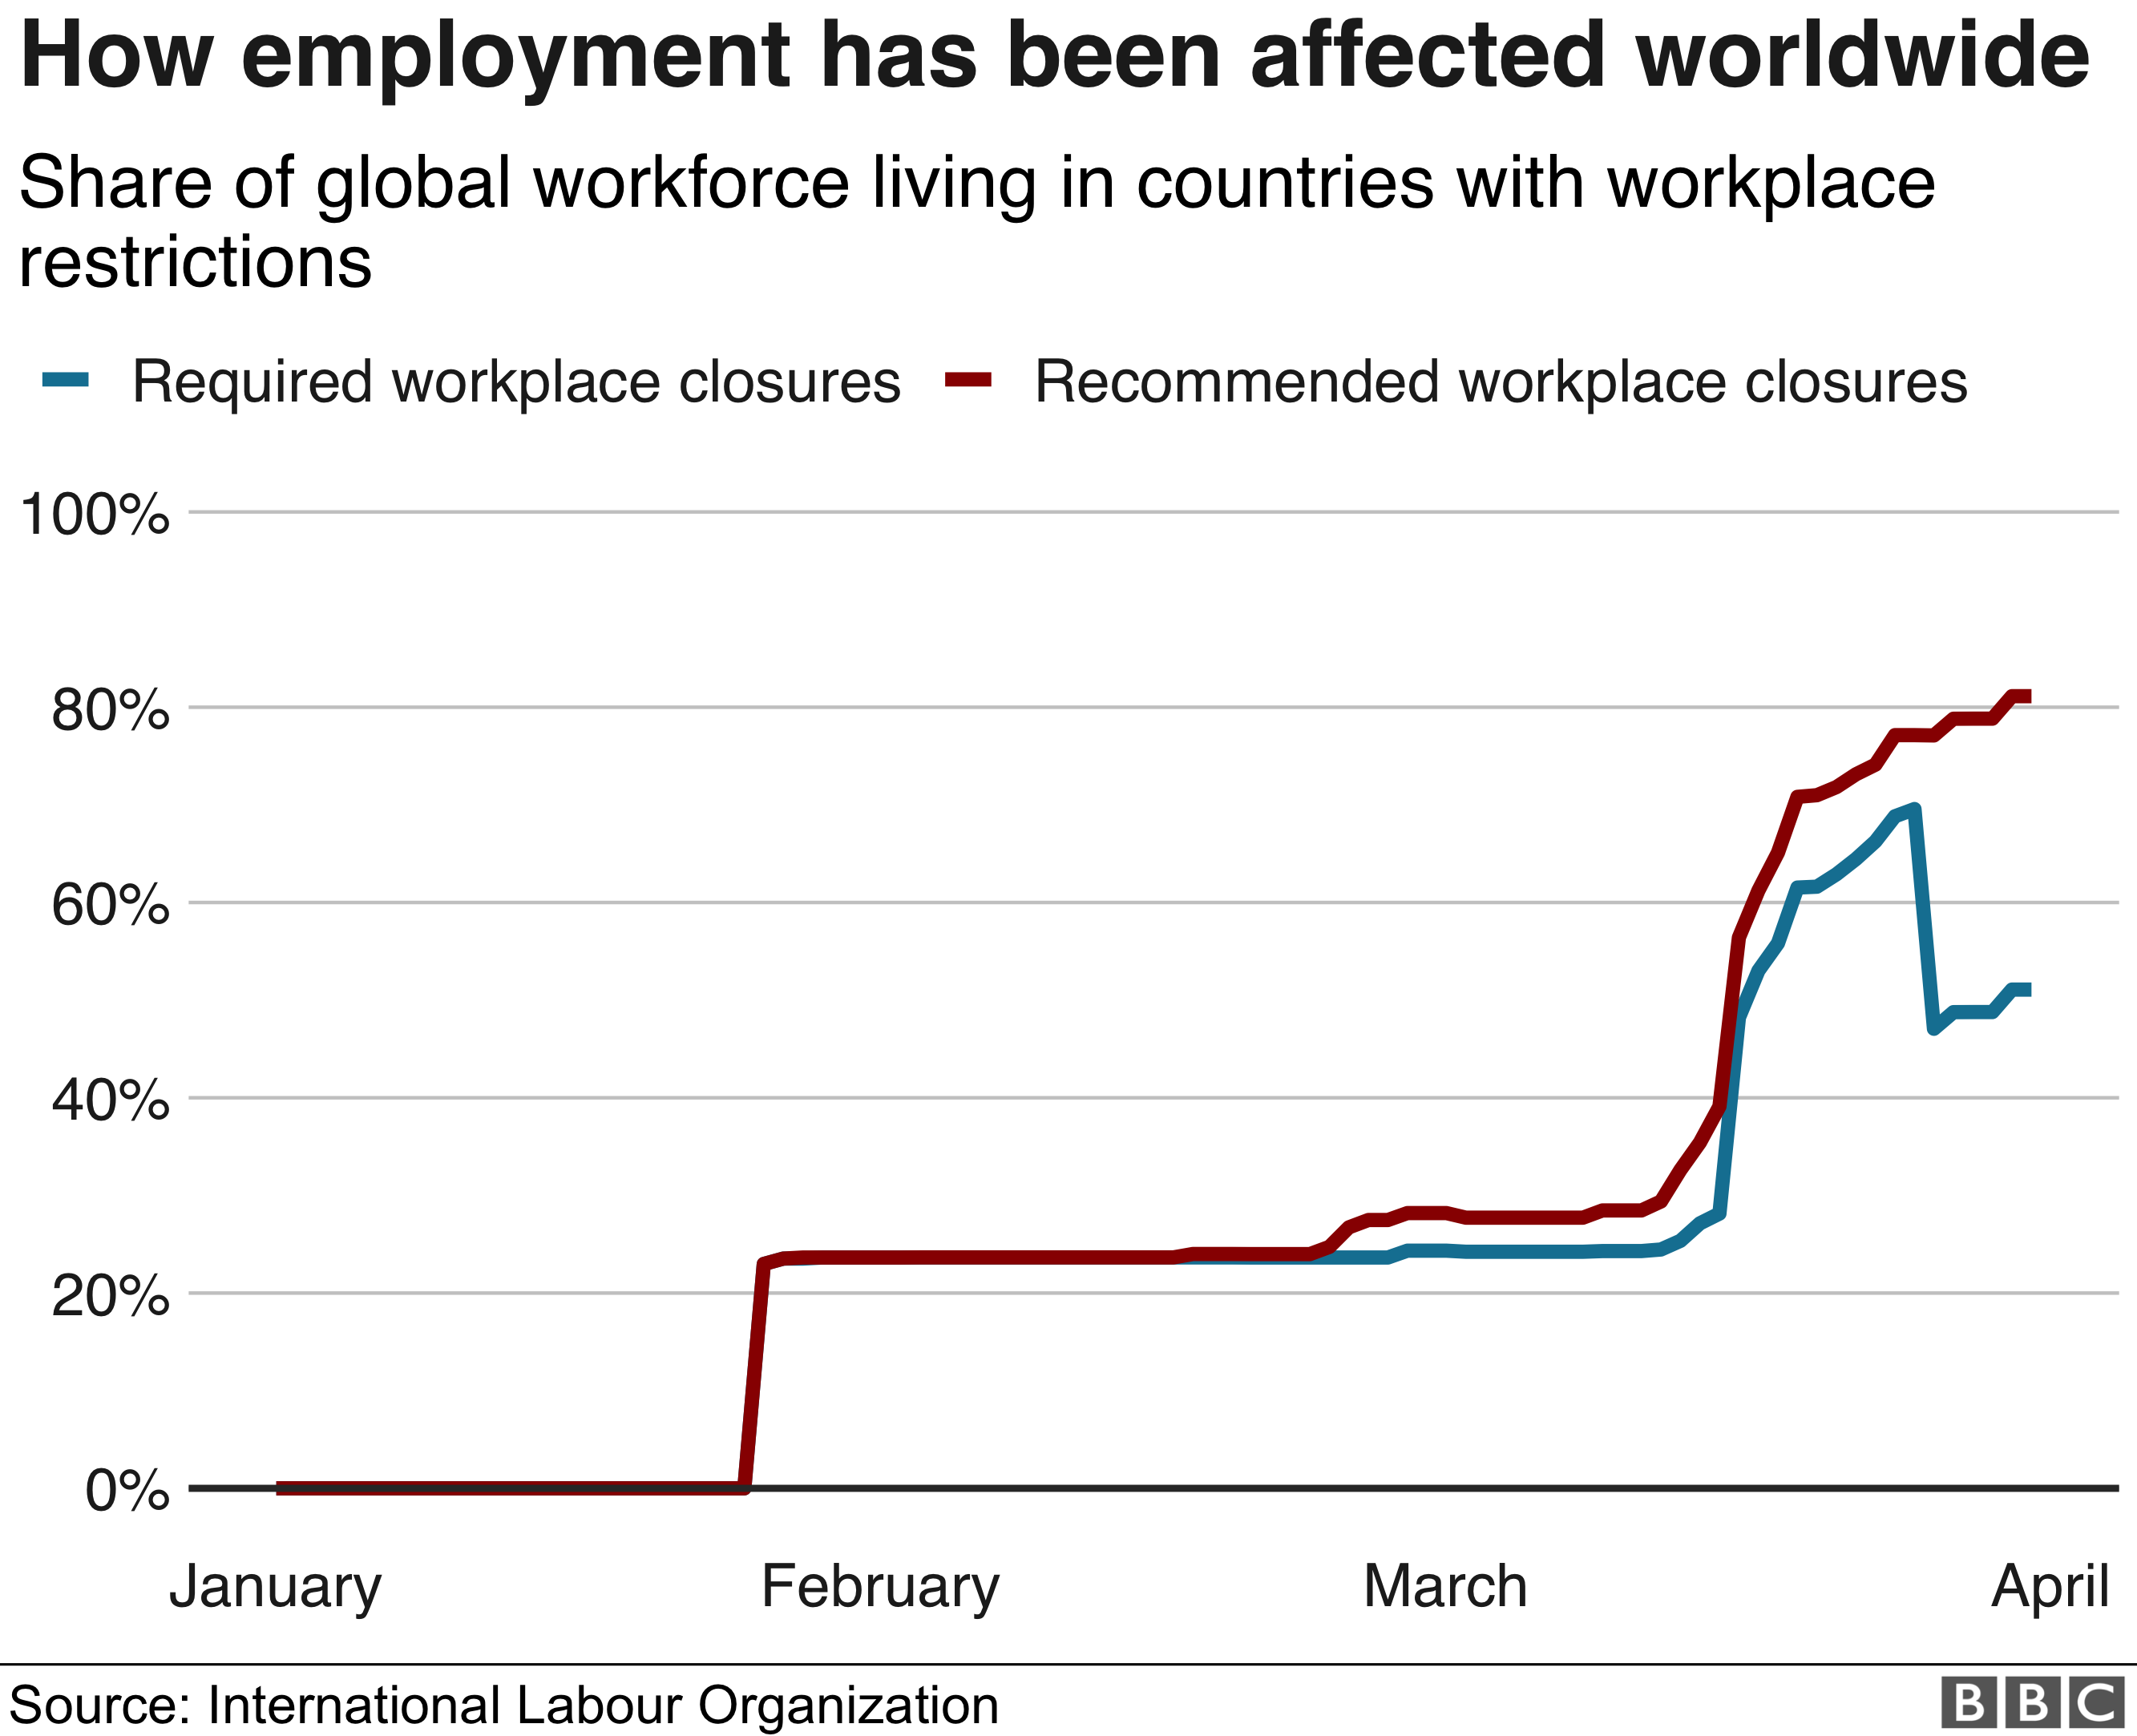 How employment has been affected worldwide
Share of global workforce living in countries with workplace
restrictions
Required workplace closures Recommended workplace closures
100%
80%
60%
40%
20%
0%
January February March April
Source: International Labour Organization BBC